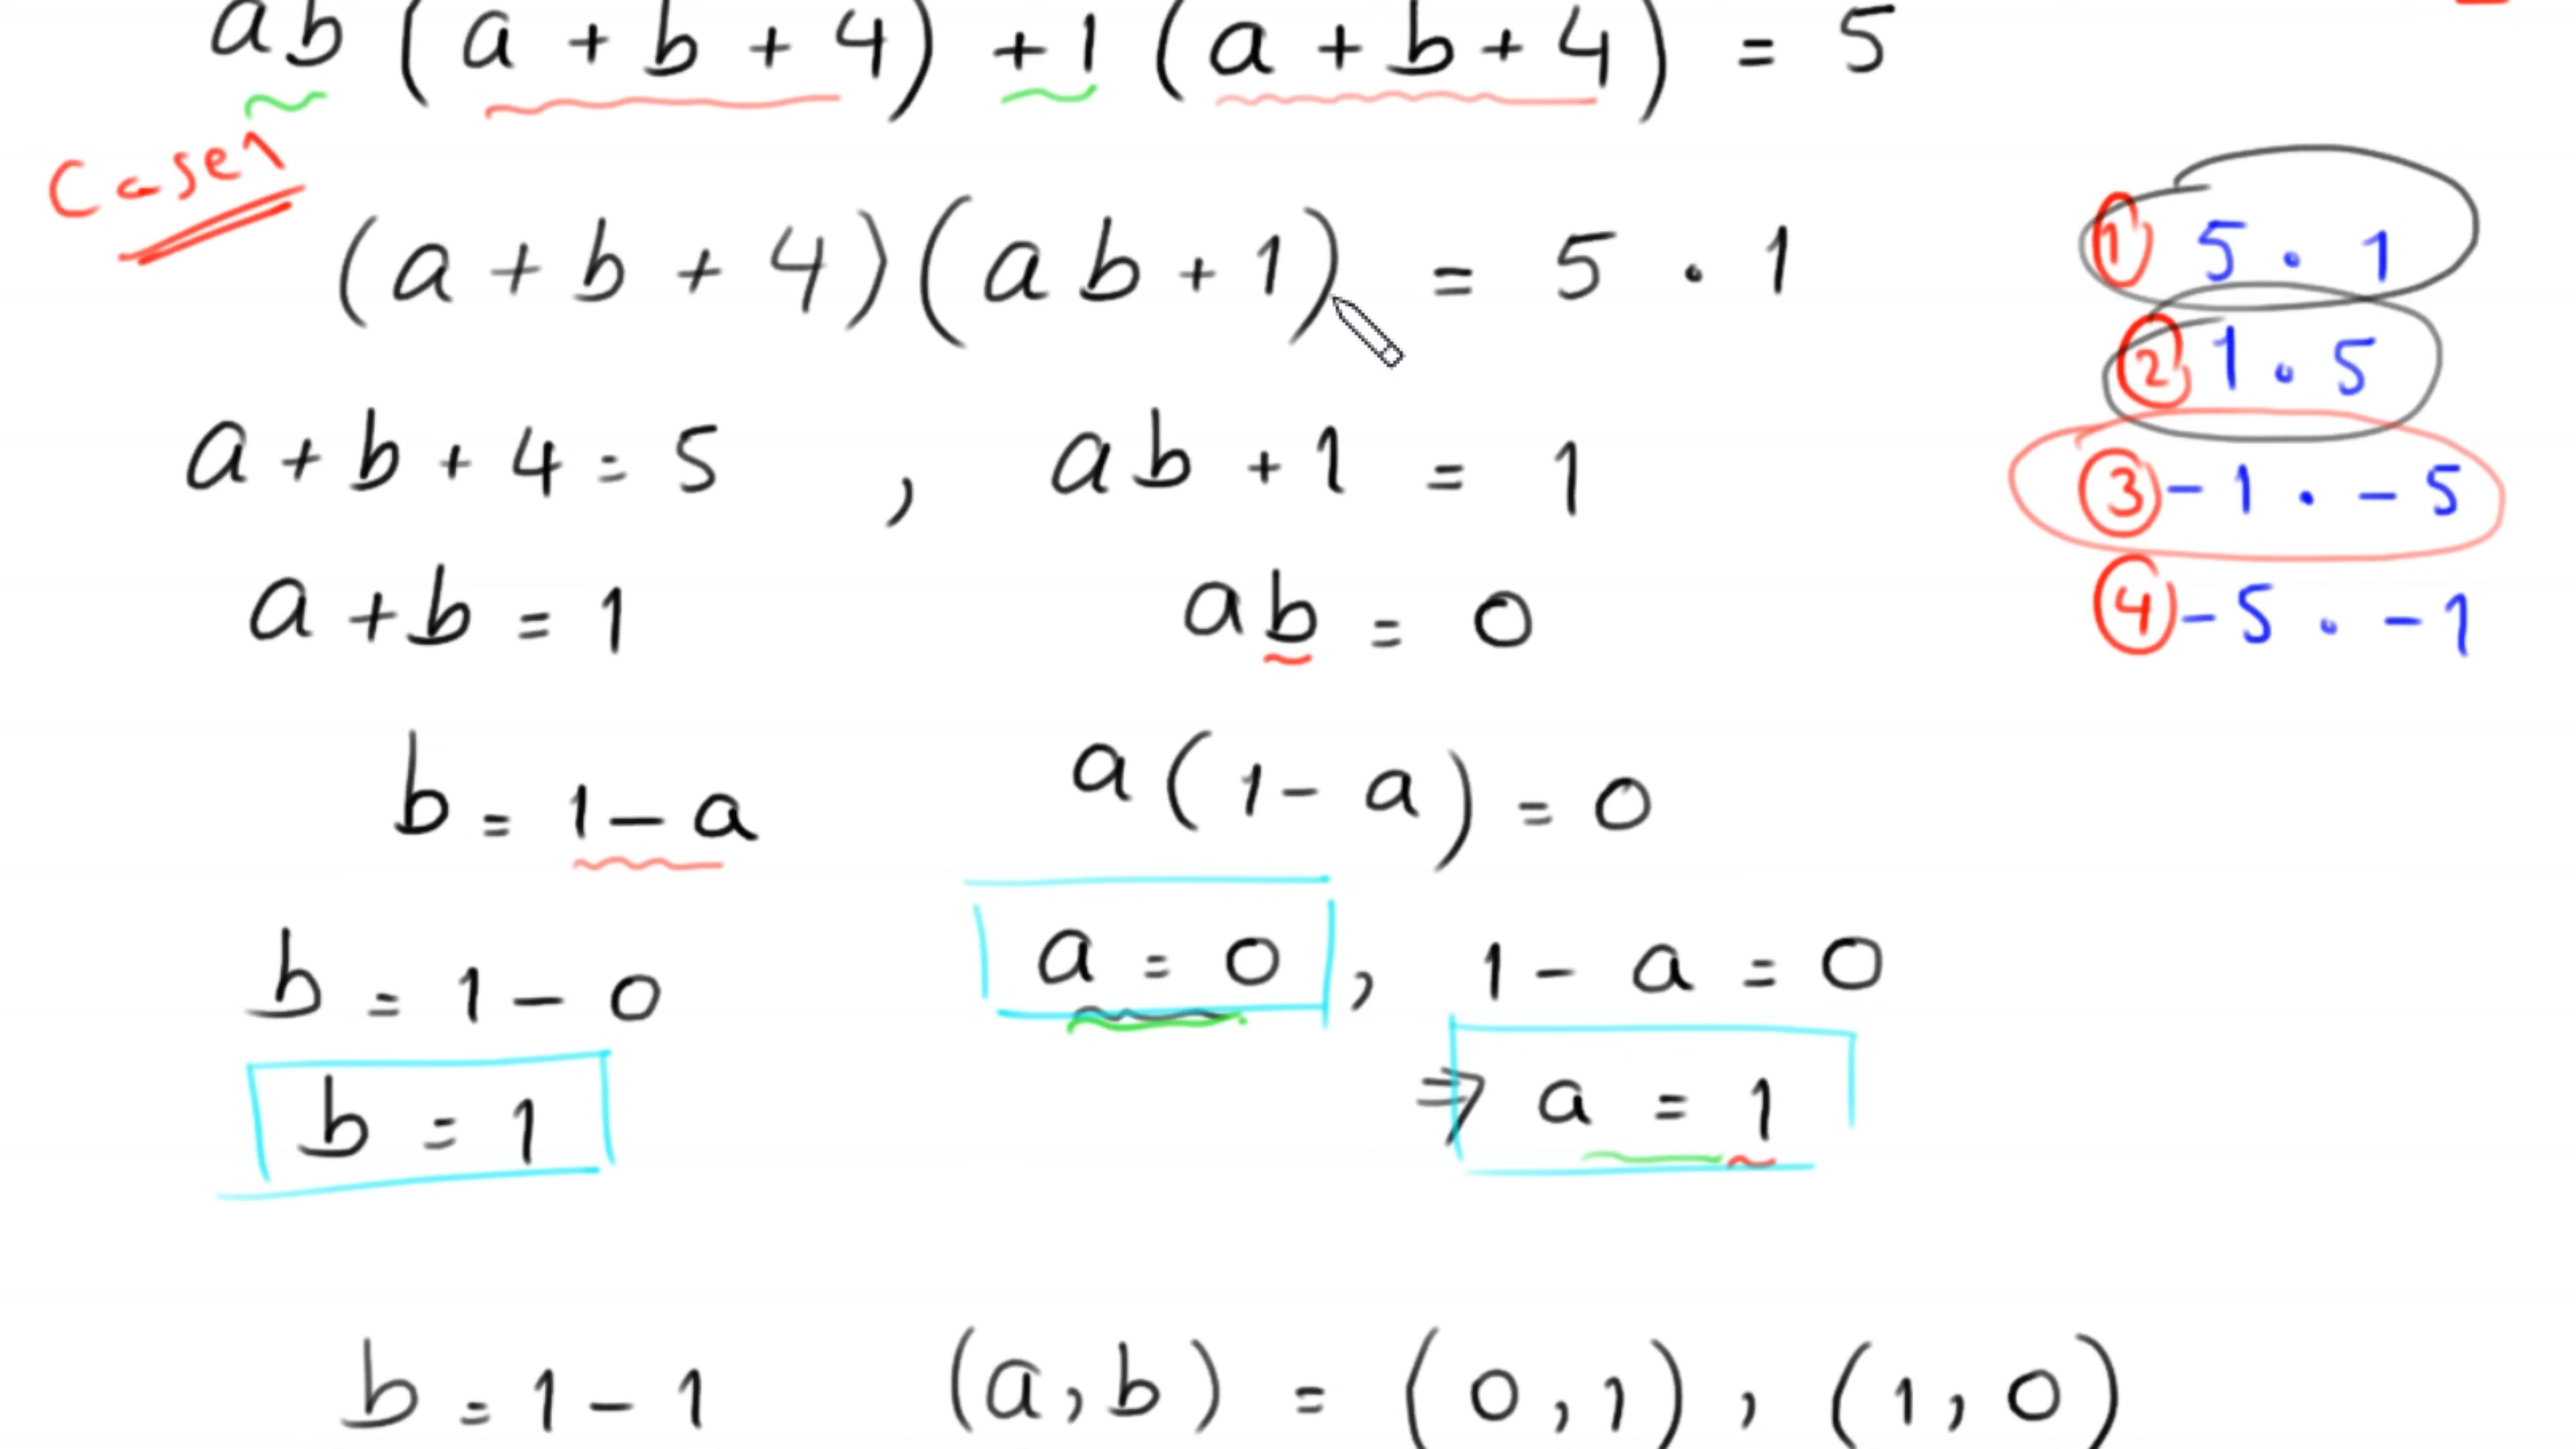 ab (a + b + 4) + 1 (a + b + 4) = 5
Case 1
(a + b + 4)(ab + 1) = 5 · 1
① 5 · 1
② 1 · 5
③ -1 · -5
④ -5 · -1
a + b + 4 = 5 , ab + 1 = 1
a + b = 1 ab = 0
b = 1 - a a(1 - a) = 0
b = 1 - 0 a = 0 , 1 - a = 0
b = 1 ⇒ a = 1
b = 1 - 1 (a, b) = (0, 1) , (1, 0)